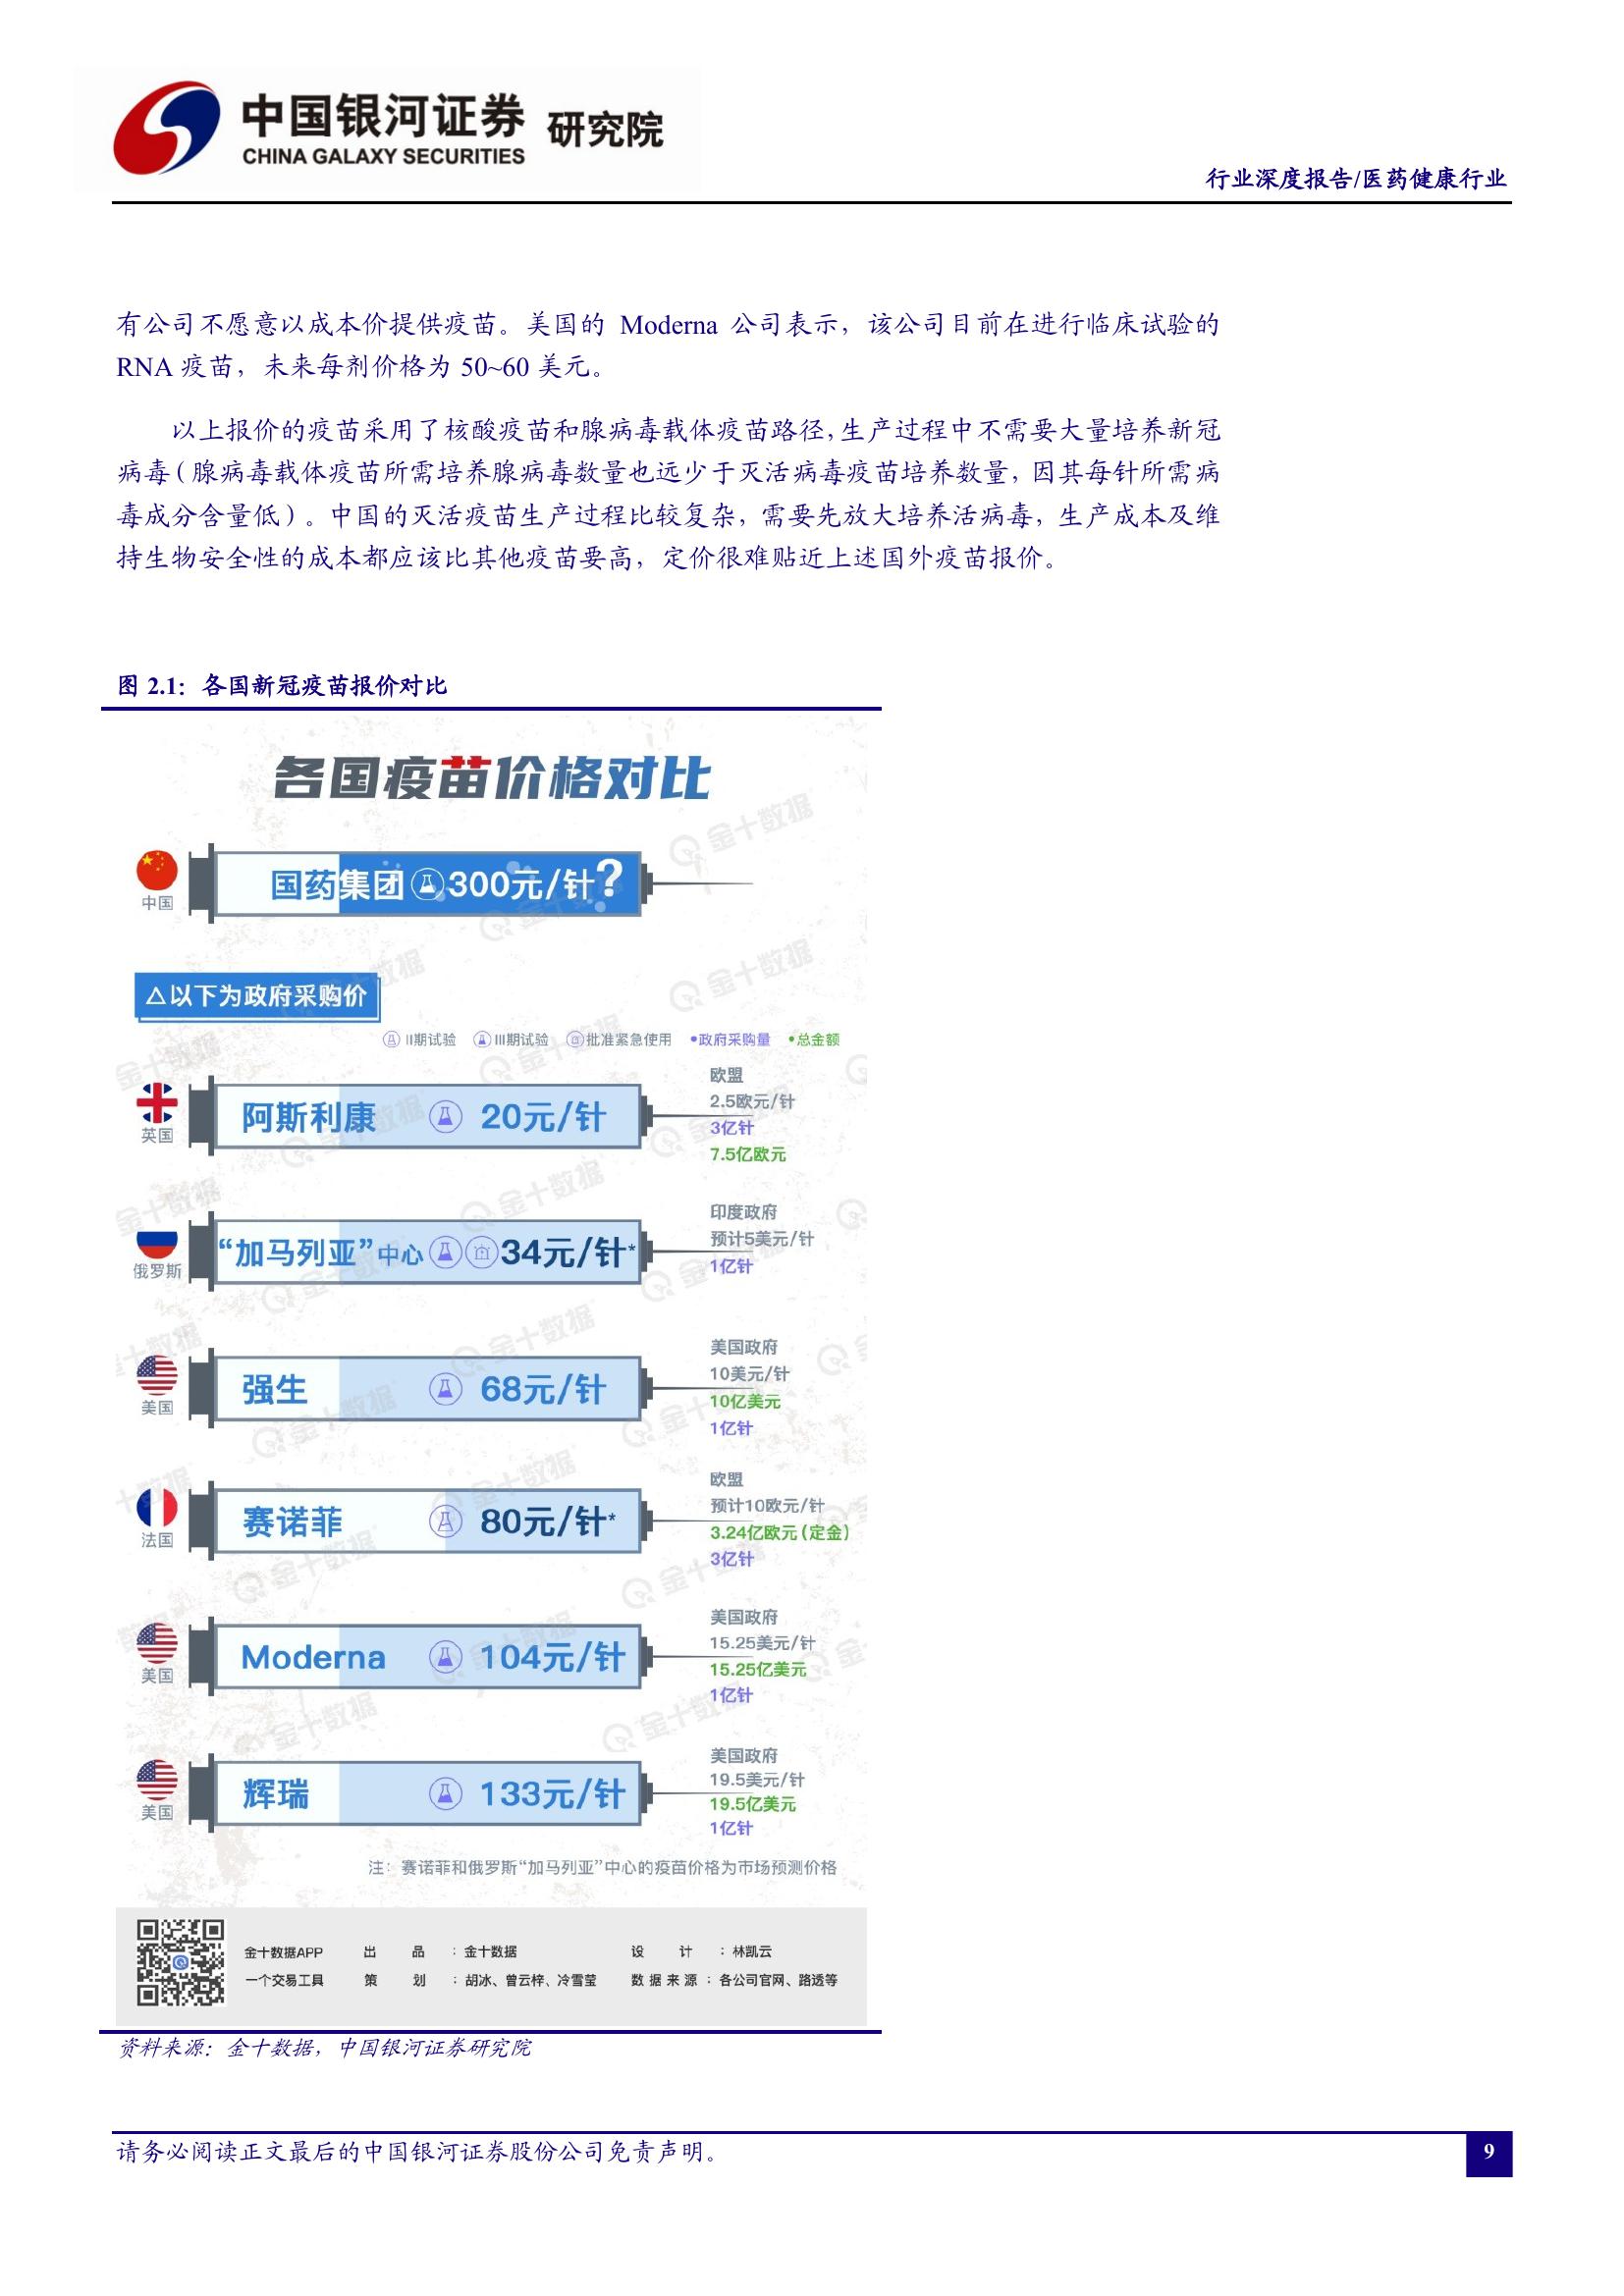 中国银河证券 研究院
CHINA GALAXY SECURITIES
行业深度报告/医药健康行业
有公司不愿意以成本价提供疫苗。美国的 Moderna 公司表示，该公司目前在进行临床试验的
RNA 疫苗，未来每剂价格为 50~60 美元。
以上报价的疫苗采用了核酸疫苗和腺病毒载体疫苗路径，生产过程中不需要大量培养新冠
病毒（腺病毒载体疫苗所需培养腺病毒数量也远少于灭活病毒疫苗培养数量，因其每针所需病
毒成分含量低）。中国的灭活疫苗生产过程比较复杂，需要先放大培养活病毒，生产成本及维
持生物安全性的成本都应该比其他疫苗要高，定价很难贴近上述国外疫苗报价。
图 2.1：各国新冠疫苗报价对比
各国疫苗价格对比
中国
国药集团 300元/针?
△以下为政府采购价
II期试验 III期试验 批准紧急使用 •政府采购量 •总金额
英国
阿斯利康 20元/针
欧盟
2.5欧元/针
3亿针
7.5亿欧元
俄罗斯
“加马列亚”中心 34元/针*
印度政府
预计5美元/针
1亿针
美国
强生 68元/针
美国政府
10美元/针
10亿美元
1亿针
法国
赛诺菲 80元/针*
欧盟
预计10欧元/针
3.24亿欧元（定金）
3亿针
美国
Moderna 104元/针
美国政府
15.25美元/针
15.25亿美元
1亿针
美国
辉瑞 133元/针
美国政府
19.5美元/针
19.5亿美元
1亿针
注：赛诺菲和俄罗斯“加马列亚”中心的疫苗价格为市场预测价格
金十数据APP 出品：金十数据 设计：林凯云
一个交易工具 策划：胡冰、曾云梓、冷雪莹 数据来源：各公司官网、路透等
金十数据
资料来源：金十数据，中国银河证券研究院
请务必阅读正文最后的中国银河证券股份公司免责声明。
9